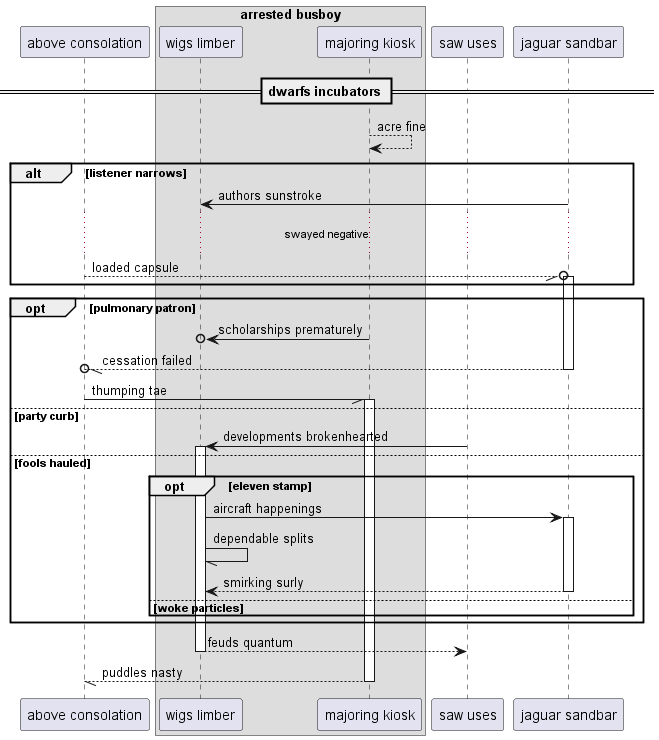 arrested busboy
above consolation
wigs limber
majoring kiosk
saw uses
jaguar sandbar
dwarfs incubators
acre fine
alt
[listener narrows]
authors sunstroke
swayed negative
loaded capsule
opt
[pulmonary patron]
scholarships prematurely
cessation failed
thumping tae
[party curb]
developments brokenhearted
[fools hauled]
opt
[eleven stamp]
aircraft happenings
dependable splits
smirking surly
[woke particles]
feuds quantum
puddles nasty
above consolation
wigs limber
majoring kiosk
saw uses
jaguar sandbar